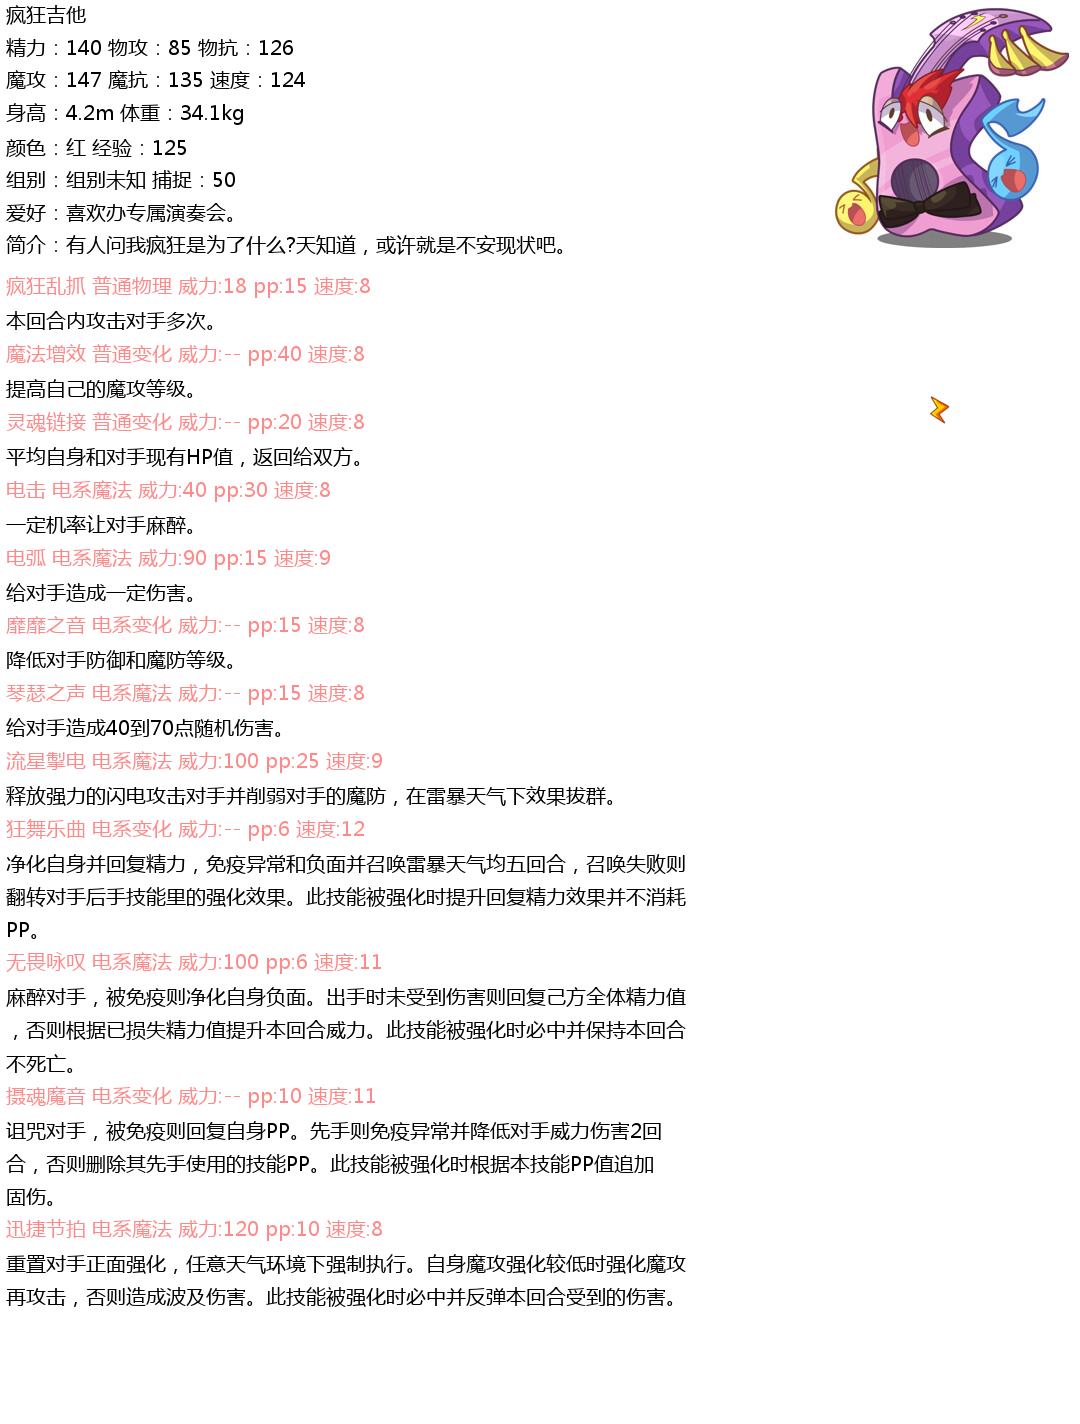 疯狂吉他
精力：140 物攻：85 物抗：126
魔攻：147 魔抗：135 速度：124
身高：4.2m 体重：34.1kg
颜色：红 经验：125
组别：组别未知 捕捉：50
爱好：喜欢办专属演奏会。
简介：有人问我疯狂是为了什么?天知道，或许就是不安现状吧。
疯狂乱抓 普通物理 威力:18 pp:15 速度:8
本回合内攻击对手多次。
魔法增效 普通变化 威力:-- pp:40 速度:8
提高自己的魔攻等级。
灵魂链接 普通变化 威力:-- pp:20 速度:8
平均自身和对手现有HP值，返回给双方。
电击 电系魔法 威力:40 pp:30 速度:8
一定机率让对手麻醉。
电弧 电系魔法 威力:90 pp:15 速度:9
给对手造成一定伤害。
靡靡之音 电系变化 威力:-- pp:15 速度:8
降低对手防御和魔防等级。
琴瑟之声 电系魔法 威力:-- pp:15 速度:8
给对手造成40到70点随机伤害。
流星掣电 电系魔法 威力:100 pp:25 速度:9
释放强力的闪电攻击对手并削弱对手的魔防，在雷暴天气下效果拔群。
狂舞乐曲 电系变化 威力:-- pp:6 速度:12
净化自身并回复精力，免疫异常和负面并召唤雷暴天气均五回合，召唤失败则
翻转对手后手技能里的强化效果。此技能被强化时提升回复精力效果并不消耗
PP。
无畏咏叹 电系魔法 威力:100 pp:6 速度:11
麻醉对手，被免疫则净化自身负面。出手时未受到伤害则回复己方全体精力值
，否则根据已损失精力值提升本回合威力。此技能被强化时必中并保持本回合
不死亡。
摄魂魔音 电系变化 威力:-- pp:10 速度:11
诅咒对手，被免疫则回复自身PP。先手则免疫异常并降低对手威力伤害2回
合，否则删除其先手使用的技能PP。此技能被强化时根据本技能PP值追加
固伤。
迅捷节拍 电系魔法 威力:120 pp:10 速度:8
重置对手正面强化，任意天气环境下强制执行。自身魔攻强化较低时强化魔攻
再攻击，否则造成波及伤害。此技能被强化时必中并反弹本回合受到的伤害。